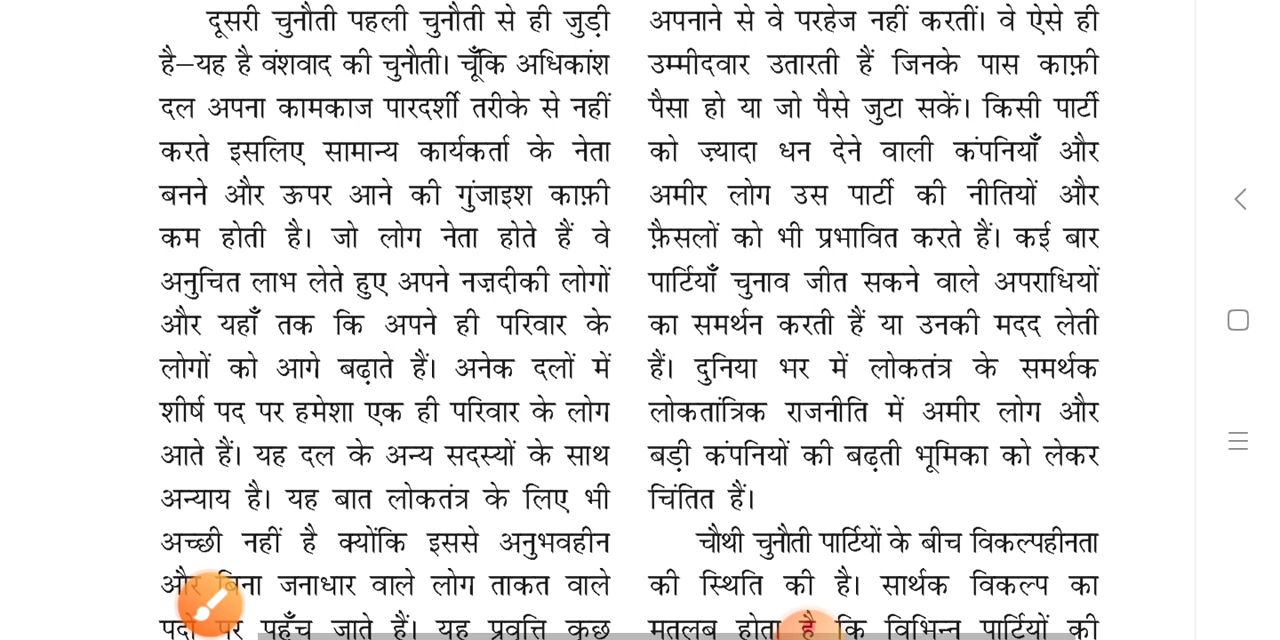 दूसरी चुनौती पहली चुनौती से ही जुड़ी
है–यह है वंशवाद की चुनौती। चूँकि अधिकांश
दल अपना कामकाज पारदर्शी तरीके से नहीं
करते इसलिए सामान्य कार्यकर्ता के नेता
बनने और ऊपर आने की गुंजाइश काफ़ी
कम होती है। जो लोग नेता होते हैं वे
अनुचित लाभ लेते हुए अपने नज़दीकी लोगों
और यहाँ तक कि अपने ही परिवार के
लोगों को आगे बढ़ाते हैं। अनेक दलों में
शीर्ष पद पर हमेशा एक ही परिवार के लोग
आते हैं। यह दल के अन्य सदस्यों के साथ
अन्याय है। यह बात लोकतंत्र के लिए भी
अच्छी नहीं है क्योंकि इससे अनुभवहीन
और बिना जनाधार वाले लोग ताकत वाले
पदों पर पहुँच जाते हैं। यह प्रवृत्ति कुछ
अपनाने से वे परहेज नहीं करतीं। वे ऐसे ही
उम्मीदवार उतारती हैं जिनके पास काफ़ी
पैसा हो या जो पैसे जुटा सकें। किसी पार्टी
को ज़्यादा धन देने वाली कंपनियाँ और
अमीर लोग उस पार्टी की नीतियों और
फ़ैसलों को भी प्रभावित करते हैं। कई बार
पार्टियाँ चुनाव जीत सकने वाले अपराधियों
का समर्थन करती हैं या उनकी मदद लेती
हैं। दुनिया भर में लोकतंत्र के समर्थक
लोकतांत्रिक राजनीति में अमीर लोग और
बड़ी कंपनियों की बढ़ती भूमिका को लेकर
चिंतित हैं।
चौथी चुनौती पार्टियों के बीच विकल्पहीनता
की स्थिति की है। सार्थक विकल्प का
मतलब होता है कि विभिन्न पार्टियों की